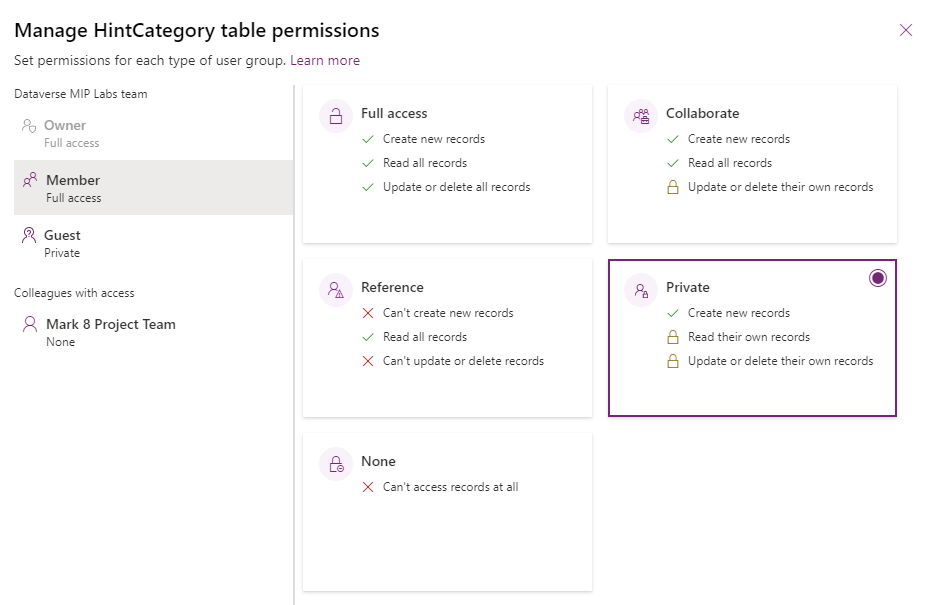 Manage HintCategory table permissions
Set permissions for each type of user group. Learn more
Dataverse MIP Labs team
Owner
Full access
Member
Full access
Guest
Private
Colleagues with access
Mark 8 Project Team
None
Full access
Create new records
Read all records
Update or delete all records
Collaborate
Create new records
Read all records
Update or delete their own records
Reference
Can't create new records
Read all records
Can't update or delete records
Private
Create new records
Read their own records
Update or delete their own records
None
Can't access records at all